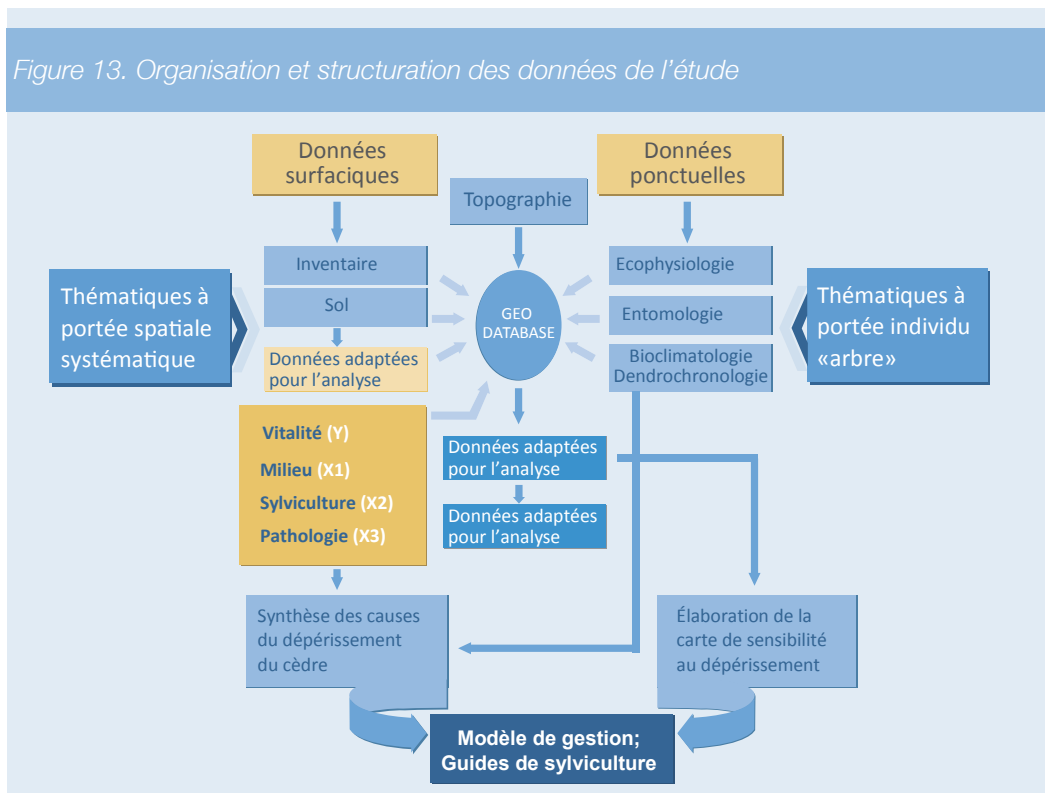 Figure 13. Organisation et structuration des données de l'étude
Données
surfaciques
Données
ponctuelles
Topographie
Inventaire
Sol
Données adaptées
pour l'analyse
Thématiques à
portée spatiale
systématique
GEO
DATABASE
Ecophysiologie
Entomologie
Bioclimatologie
Dendrochronologie
Thématiques à
portée individu
«arbre»
Vitalité (Y)
Milieu (X1)
Sylviculture (X2)
Pathologie (X3)
Données adaptées
pour l'analyse
Données adaptées
pour l'analyse
Synthèse des causes
du dépérissement
du cèdre
Élaboration de la
carte de sensibilité
au dépérissement
Modèle de gestion;
Guides de sylviculture